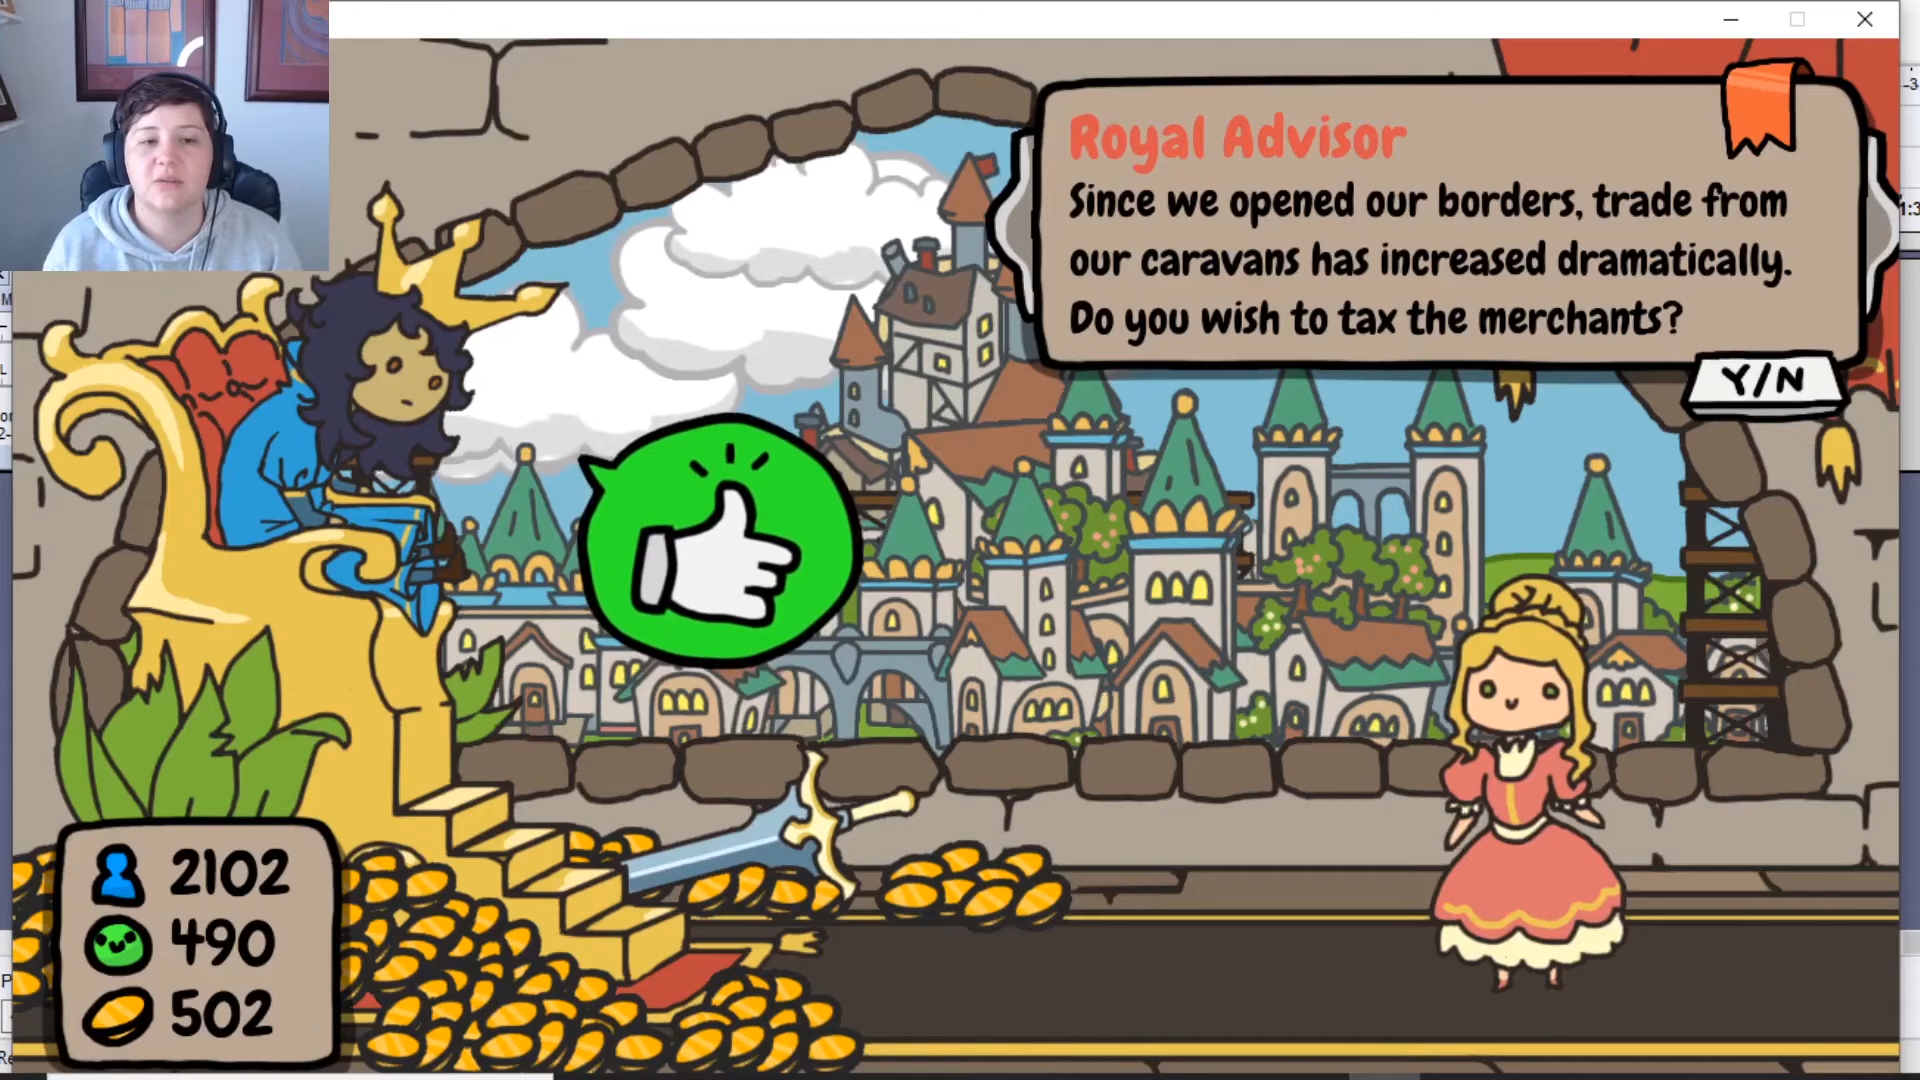 Royal Advisor
Since we opened our borders, trade from
our caravans has increased dramatically.
Do you wish to tax the merchants?
Y/N
2102
490
502